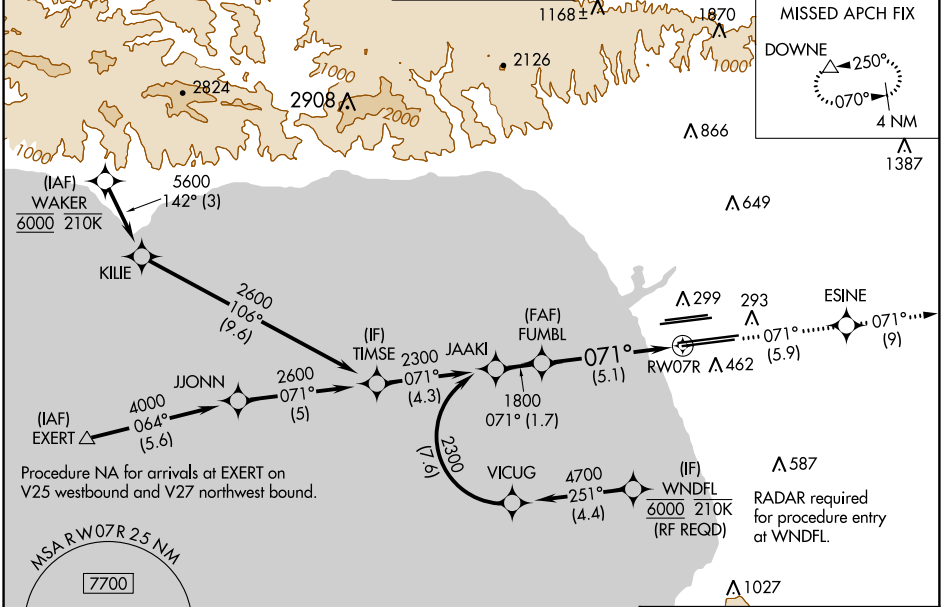 1168±
1870
MISSED APCH FIX
DOWNE
250°
070°
4 NM
1000
2126
1000
2824
2908
2000
866
1387
1000
(IAF)
WAKER
6000 210K
5600
142° (3)
649
KILIE
2600
106°
(9.6)
299
293
ESINE
(FAF)
FUMBL
(IF)
TIMSE
JAAKI
071°
(5.1)
RW07R
462
071°
(5.9)
071°
(9)
JJONN
2600
071°
(5)
2300
071°
(4.3)
1800
071° (1.7)
(IAF)
EXERT
4000
064°
(5.6)
2300
(7.6)
Procedure NA for arrivals at EXERT on
V25 westbound and V27 northwest bound.
VICUG
4700
251°
(4.4)
(IF)
WNDFL
6000 210K
(RF REQD)
587
RADAR required
for procedure entry
at WNDFL.
MSA RW07R 25 NM
7700
1027